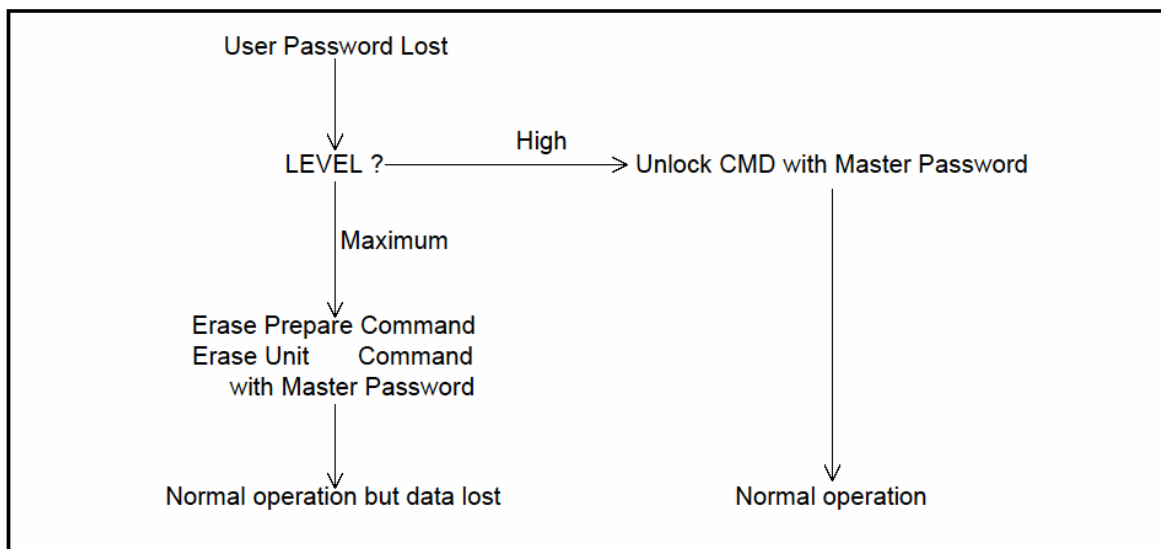 User Password Lost
High
LEVEL ?
Unlock CMD with Master Password
Maximum
Erase Prepare Command
Erase Unit Command
with Master Password
Normal operation but data lost
Normal operation